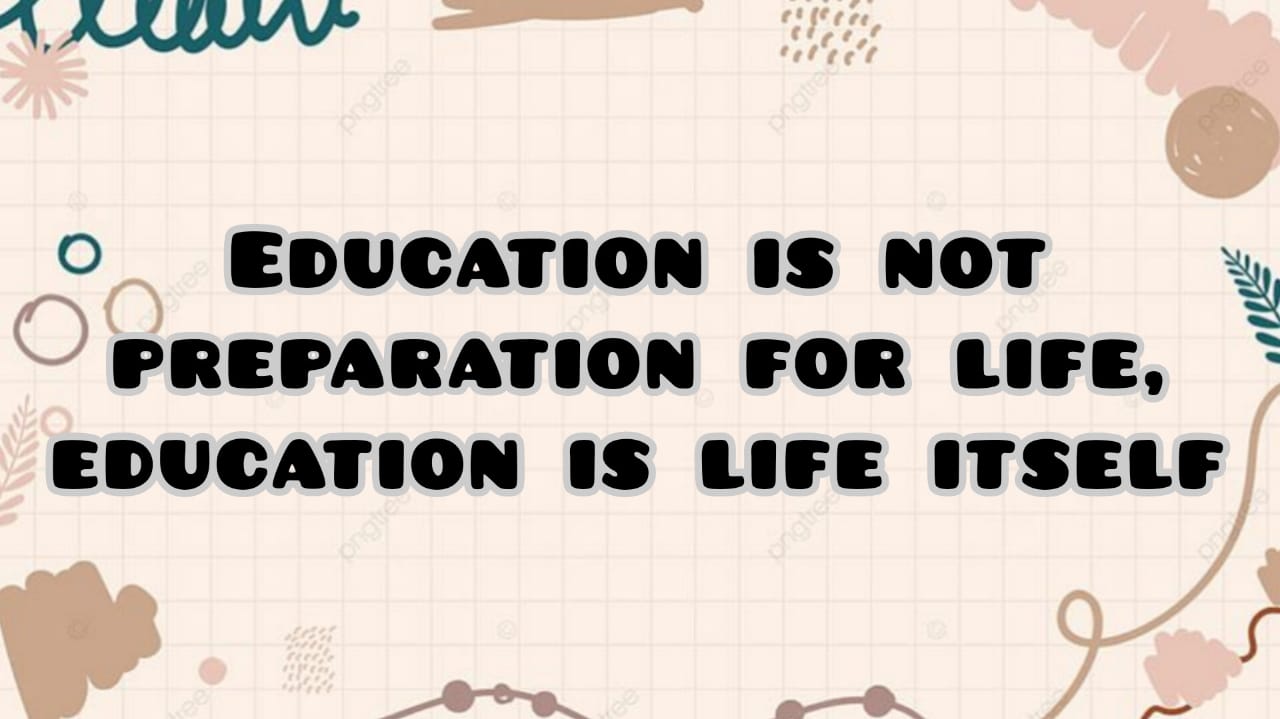 Education is not
preparation for life,
education is life itself
pngtree
pngtree
pngtree
pngtree
pngtree
pngtree
pngtree
pngtree
pngtree